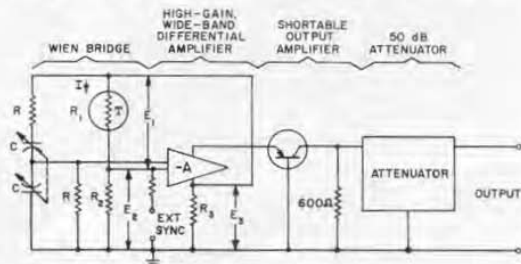 HIGH-GAIN,
WIDE-BAND
DIFFERENTIAL
AMPLIFIER
SHORTABLE
OUTPUT
AMPLIFIER
WIEN BRIDGE
50 dB
ATTENUATOR
I
R
R1
T
E1
C
C
-A
ATTENUATOR
R
R2
E2
EXT
SYNC
R3
E3
600Ω
OUTPUT